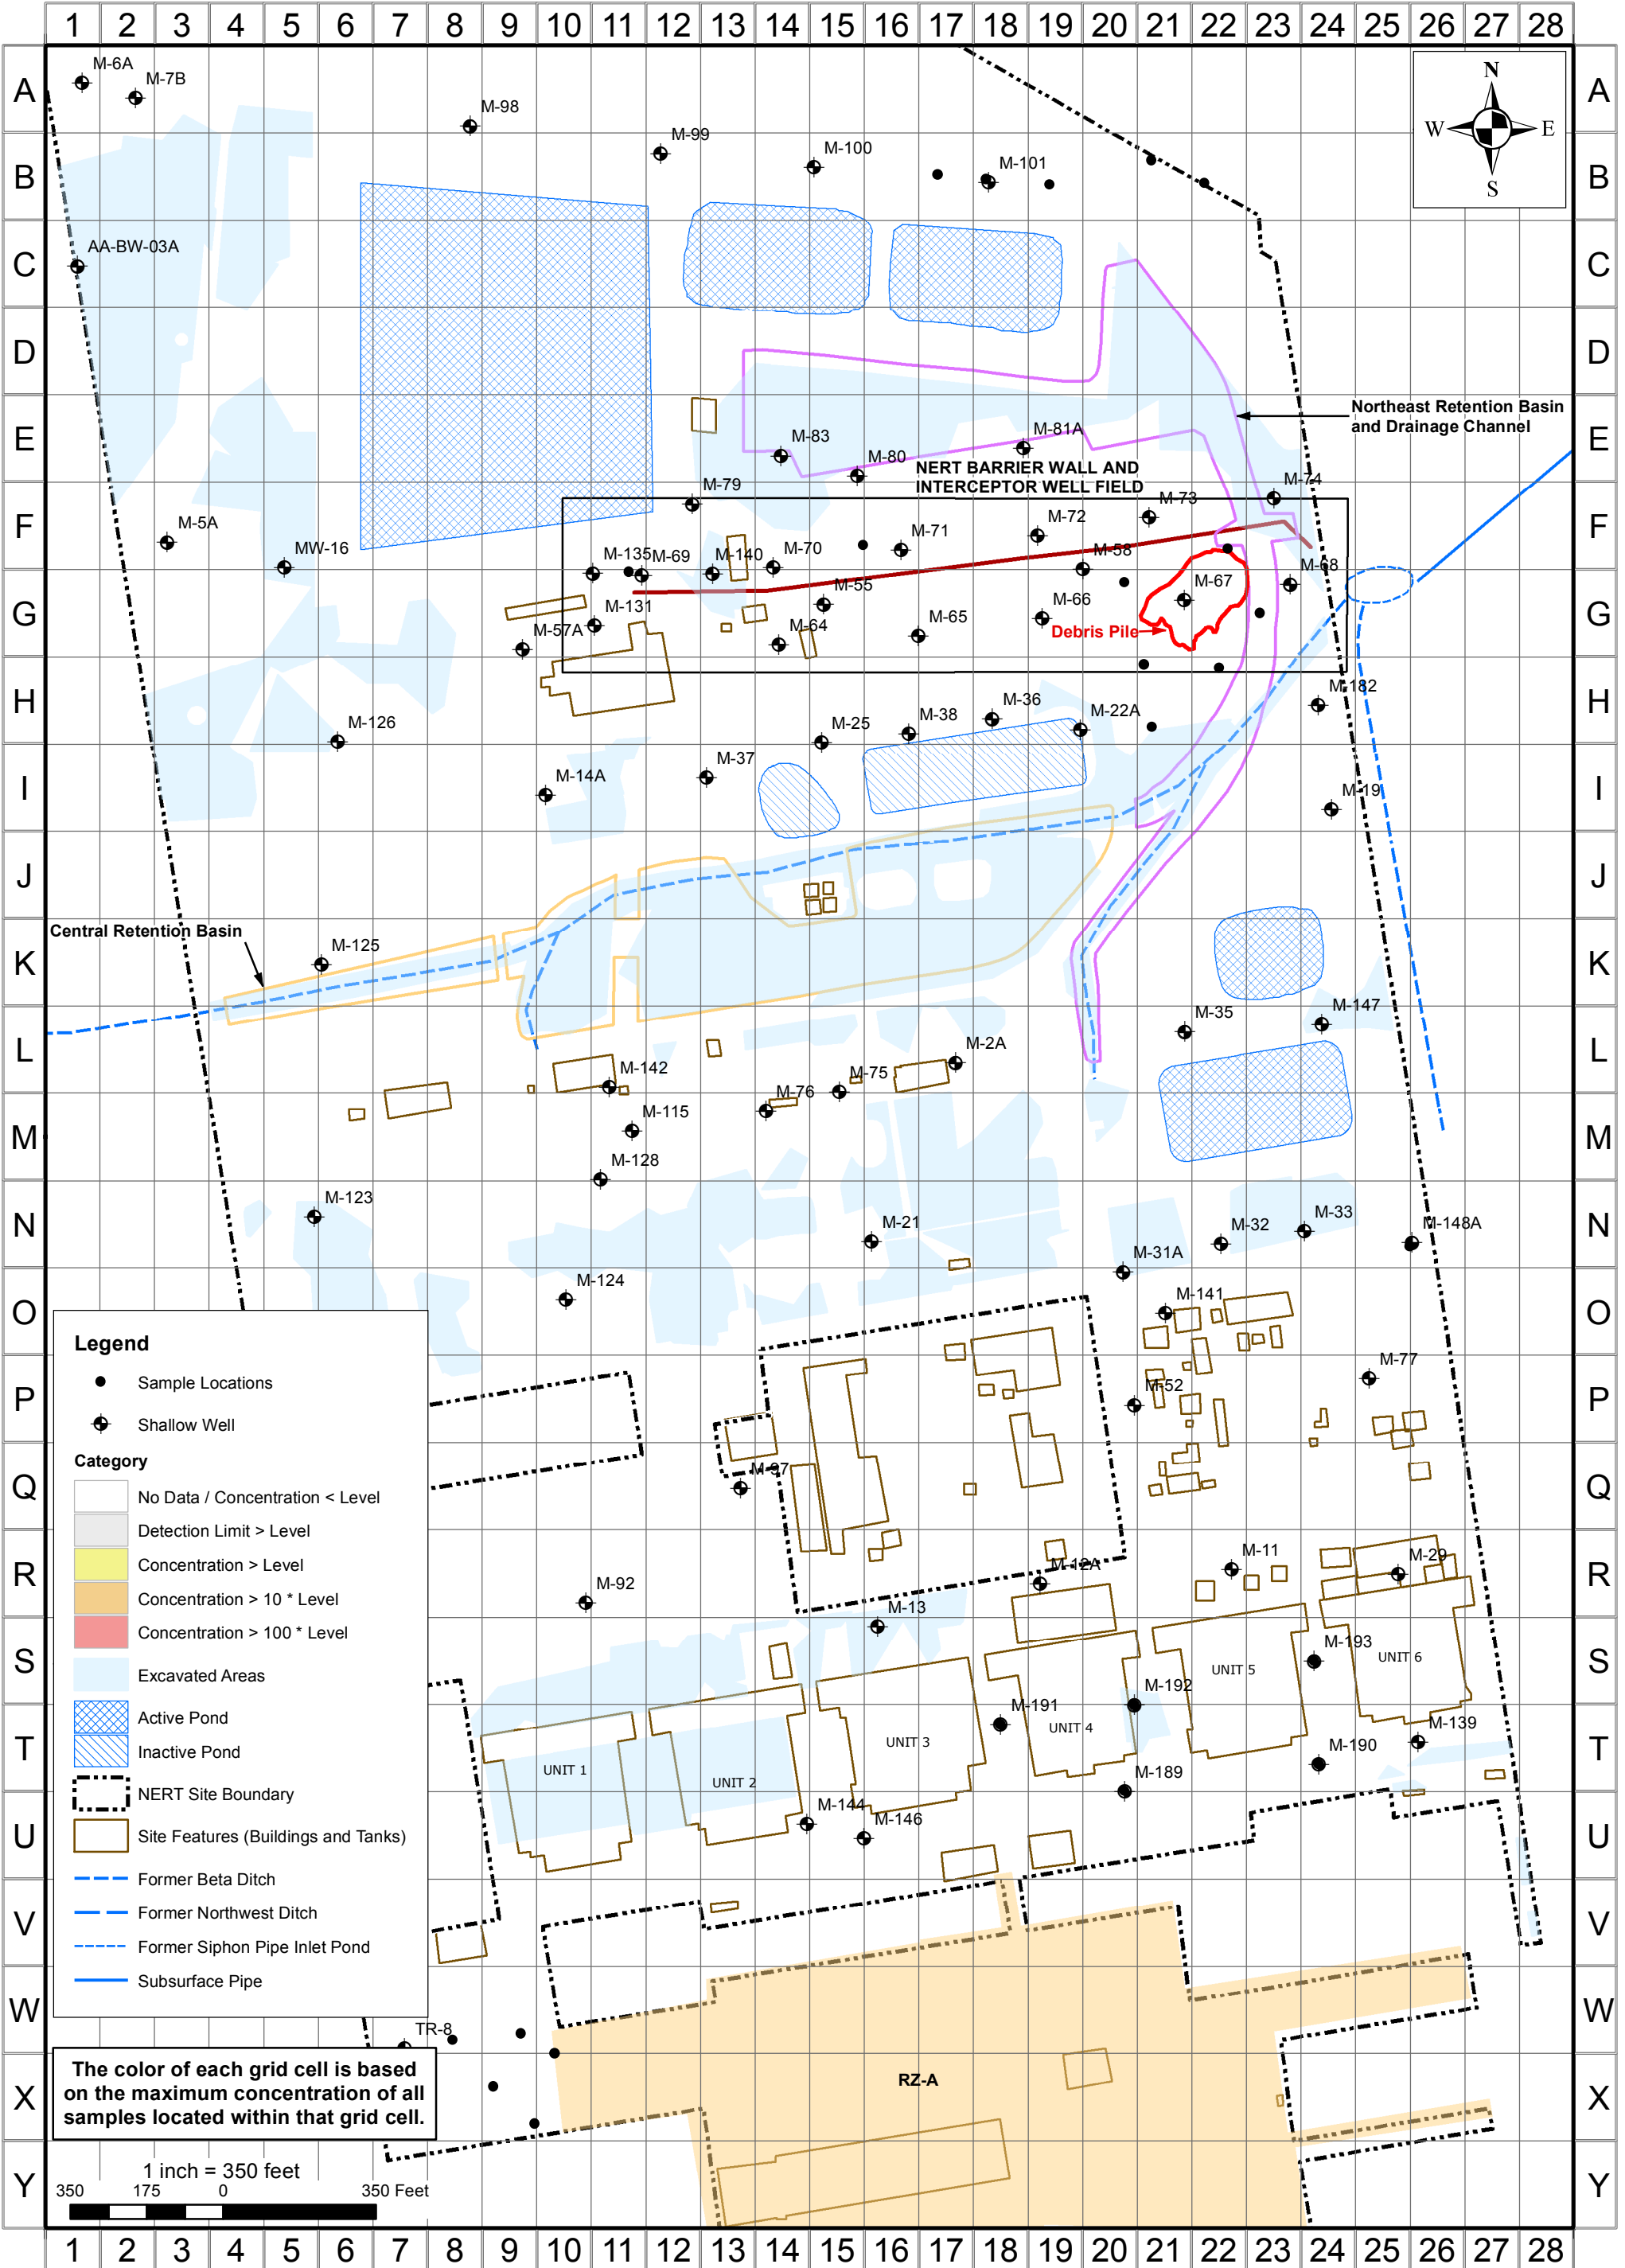 1 2 3 4 5 6 7 8 9 10 11 12 13 14 15 16 17 18 19 20 21 22 23 24 25 26 27 28
A A
M-6A
M-7B
M-98
N
W E
S
M-99
M-100
M-101
B B
AA-BW-03A
C C
D D
Northeast Retention Basin
and Drainage Channel
M-83
M-81A
E E
M-80
NERT BARRIER WALL AND
INTERCEPTOR WELL FIELD
M-79
M-74
M-73
M-5A
M-72
M-71
F F
MW-16
M-135
M-69
M-140
M-70
M-58
M-68
M-55
M-67
M-131
M-66
M-65
G G
M-57A
M-64
Debris Pile
M-182
M-126
M-25
M-38
M-36
M-22A
H H
M-37
M-14A
M-19
I I
J J
Central Retention Basin
M-125
K K
M-35
M-147
L L
M-2A
M-142
M-75
M-76
M-115
M M
M-128
M-123
M-21
M-32
M-33
M-148A
N N
M-31A
M-124
M-141
O O
M-77
M-52
P P
M-97
Q Q
M-12A
M-11
M-29
M-92
R R
M-13
M-193
S S
UNIT 5
UNIT 6
M-192
M-191
M-139
UNIT 4
UNIT 3
M-190
T T
UNIT 1
UNIT 2
M-189
M-144
M-146
U U
V V
W W
TR-8
X X
RZ-A
Y Y
Legend
Sample Locations
Shallow Well
Category
No Data / Concentration < Level
Detection Limit > Level
Concentration > Level
Concentration > 10 * Level
Concentration > 100 * Level
Excavated Areas
Active Pond
Inactive Pond
NERT Site Boundary
Site Features (Buildings and Tanks)
Former Beta Ditch
Former Northwest Ditch
Former Siphon Pipe Inlet Pond
Subsurface Pipe
The color of each grid cell is based
on the maximum concentration of all
samples located within that grid cell.
1 inch = 350 feet
350 175 0 350 Feet
1 2 3 4 5 6 7 8 9 10 11 12 13 14 15 16 17 18 19 20 21 22 23 24 25 26 27 28